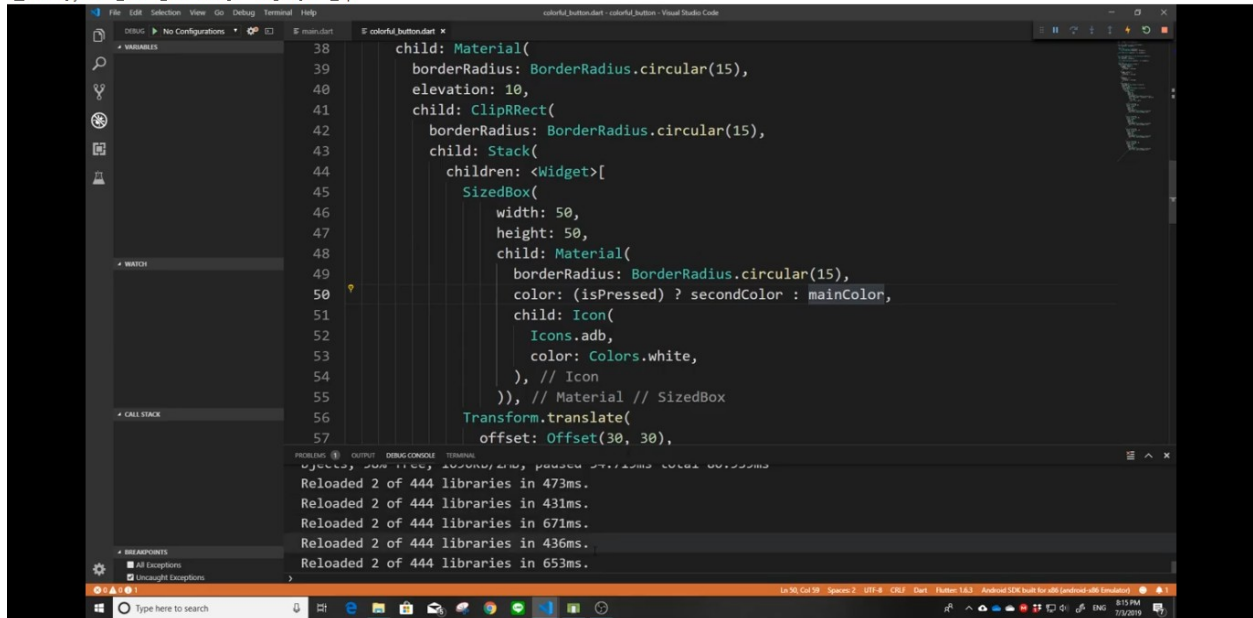 File Edit Selection View Go Debug Terminal Help
colorful_button.dart - colorful_button - Visual Studio Code
DEBUG No Configurations
main.dart
colorful_button.dart ×
VARIABLES
38 child: Material(
39 borderRadius: BorderRadius.circular(15),
40 elevation: 10,
41 child: ClipRRect(
42 borderRadius: BorderRadius.circular(15),
43 child: Stack(
44 children: <Widget>[
45 SizedBox(
46 width: 50,
47 height: 50,
48 child: Material(
49 borderRadius: BorderRadius.circular(15),
50 color: (isPressed) ? secondColor : mainColor,
51 child: Icon(
52 Icons.adb,
53 color: Colors.white,
54 ), // Icon
55 )), // Material // SizedBox
56 Transform.translate(
57 offset: Offset(30, 30),
WATCH
CALL STACK
BREAKPOINTS
All Exceptions
Uncaught Exceptions
PROBLEMS 1 OUTPUT DEBUG CONSOLE TERMINAL
Reloaded 2 of 444 libraries in 473ms.
Reloaded 2 of 444 libraries in 431ms.
Reloaded 2 of 444 libraries in 671ms.
Reloaded 2 of 444 libraries in 436ms.
Reloaded 2 of 444 libraries in 653ms.
0 0 1
Ln 50, Col 59 Spaces: 2 UTF-8 CRLF Dart Flutter: 1.6.3 Android SDK built for x86 (android-x86 Emulator) 1
Type here to search
ENG
8:15 PM
7/3/2019